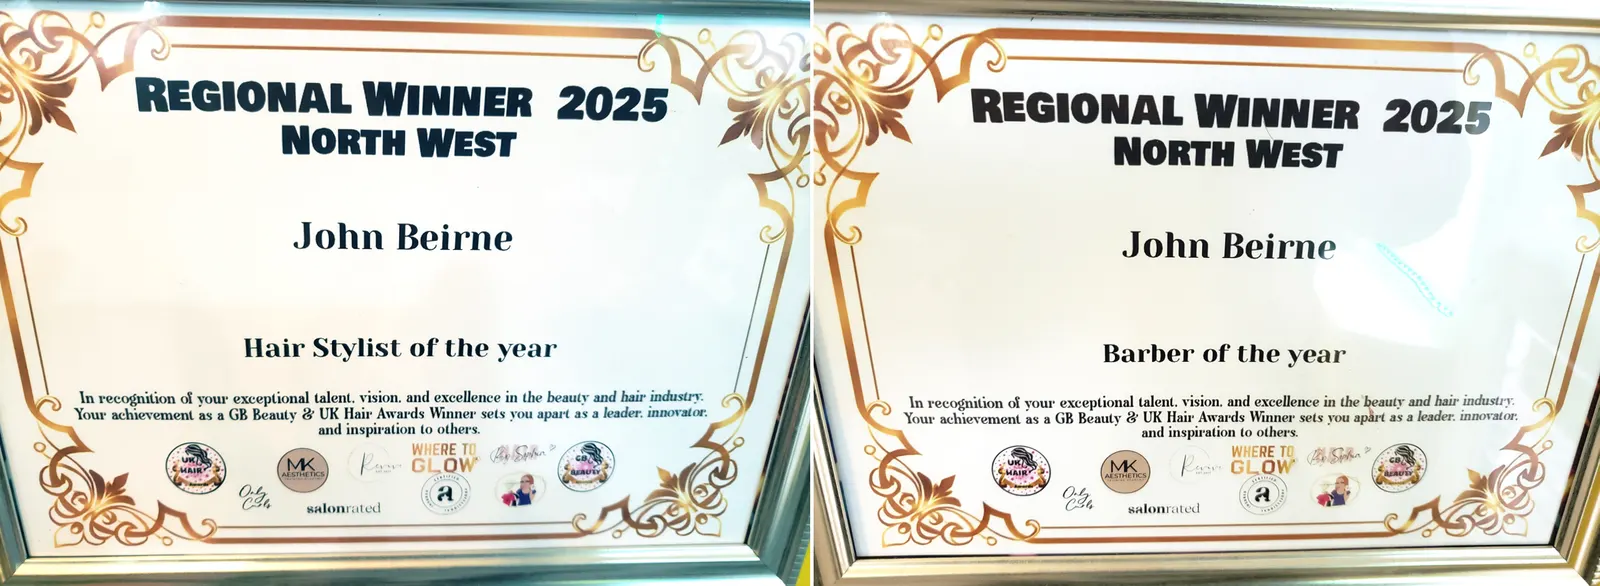 REGIONAL WINNER 2025
NORTH WEST
John Beirne
Hair Stylist of the year
In recognition of your exceptional talent, vision, and excellence in the beauty and hair industry.
Your achievement as a GB Beauty & UK Hair Awards Winner sets you apart as a leader, innovator,
and inspiration to others.
UK HAIR
MK
AESTHETICS
Revive
WHERE TO
GLOW
GB BEAUTY
Only
Curls
salonrated
a
REGIONAL WINNER 2025
NORTH WEST
John Beirne
Barber of the year
In recognition of your exceptional talent, vision, and excellence in the beauty and hair industry.
Your achievement as a GB Beauty & UK Hair Awards Winner sets you apart as a leader, innovator,
and inspiration to others.
UK HAIR
MK
AESTHETICS
WHERE TO
GLOW
GB BEAUTY
Only
Curls
salonrated
a